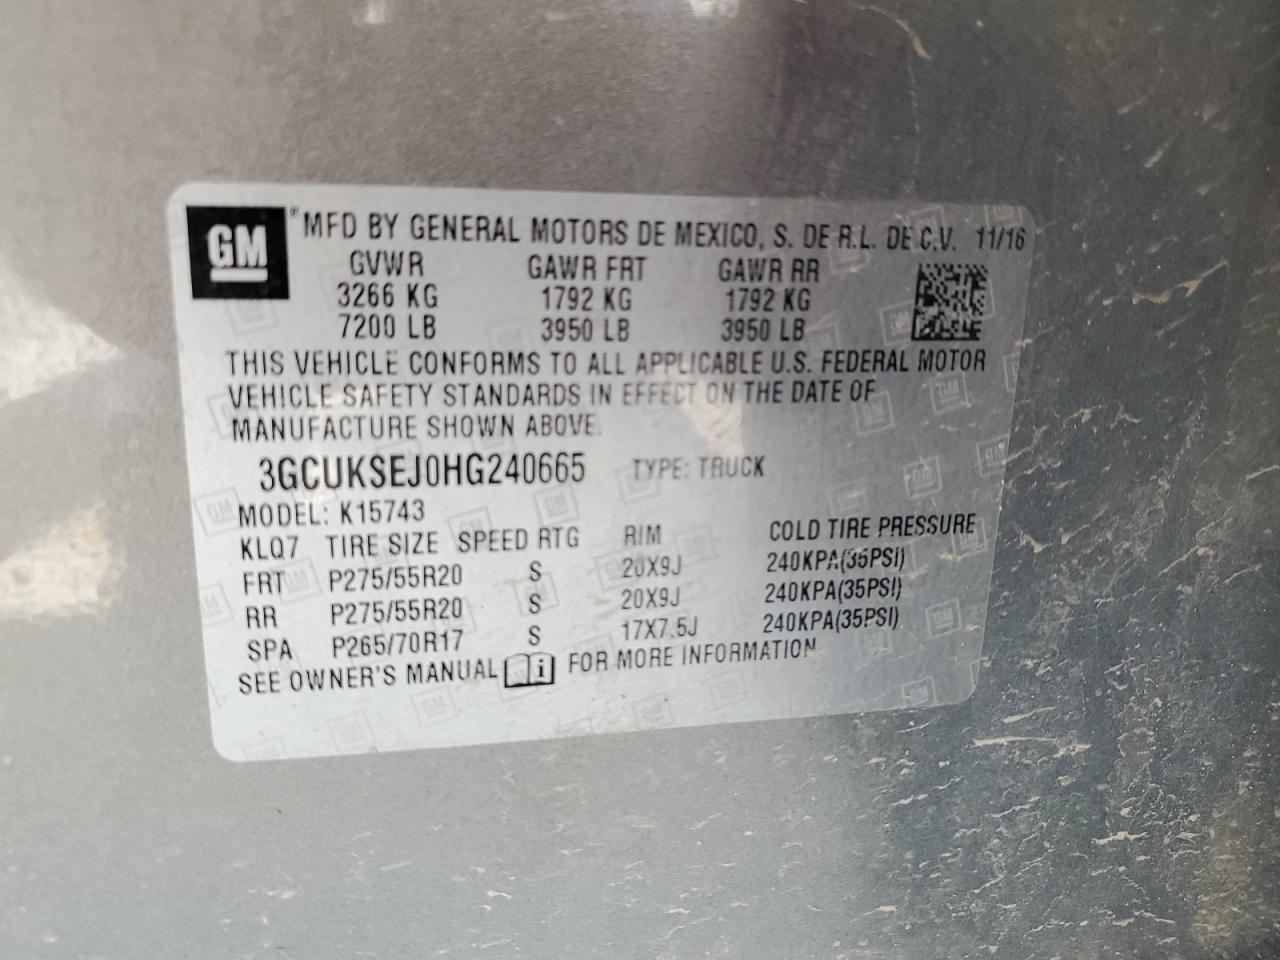 GM ® MFD BY GENERAL MOTORS DE MEXICO, S. DE R.L. DE C.V. 11/16
GVWR GAWR FRT GAWR RR
3266 KG 1792 KG 1792 KG
7200 LB 3950 LB 3950 LB
THIS VEHICLE CONFORMS TO ALL APPLICABLE U.S. FEDERAL MOTOR
VEHICLE SAFETY STANDARDS IN EFFECT ON THE DATE OF
MANUFACTURE SHOWN ABOVE.
3GCUKSEJ0HG240665 TYPE: TRUCK
MODEL: K15743
KLQ7 TIRE SIZE SPEED RTG RIM COLD TIRE PRESSURE
FRT P275/55R20 S 20X9J 240KPA(35PSI)
RR P275/55R20 S 20X9J 240KPA(35PSI)
SPA P265/70R17 S 17X7.5J 240KPA(35PSI)
SEE OWNER'S MANUAL i FOR MORE INFORMATION